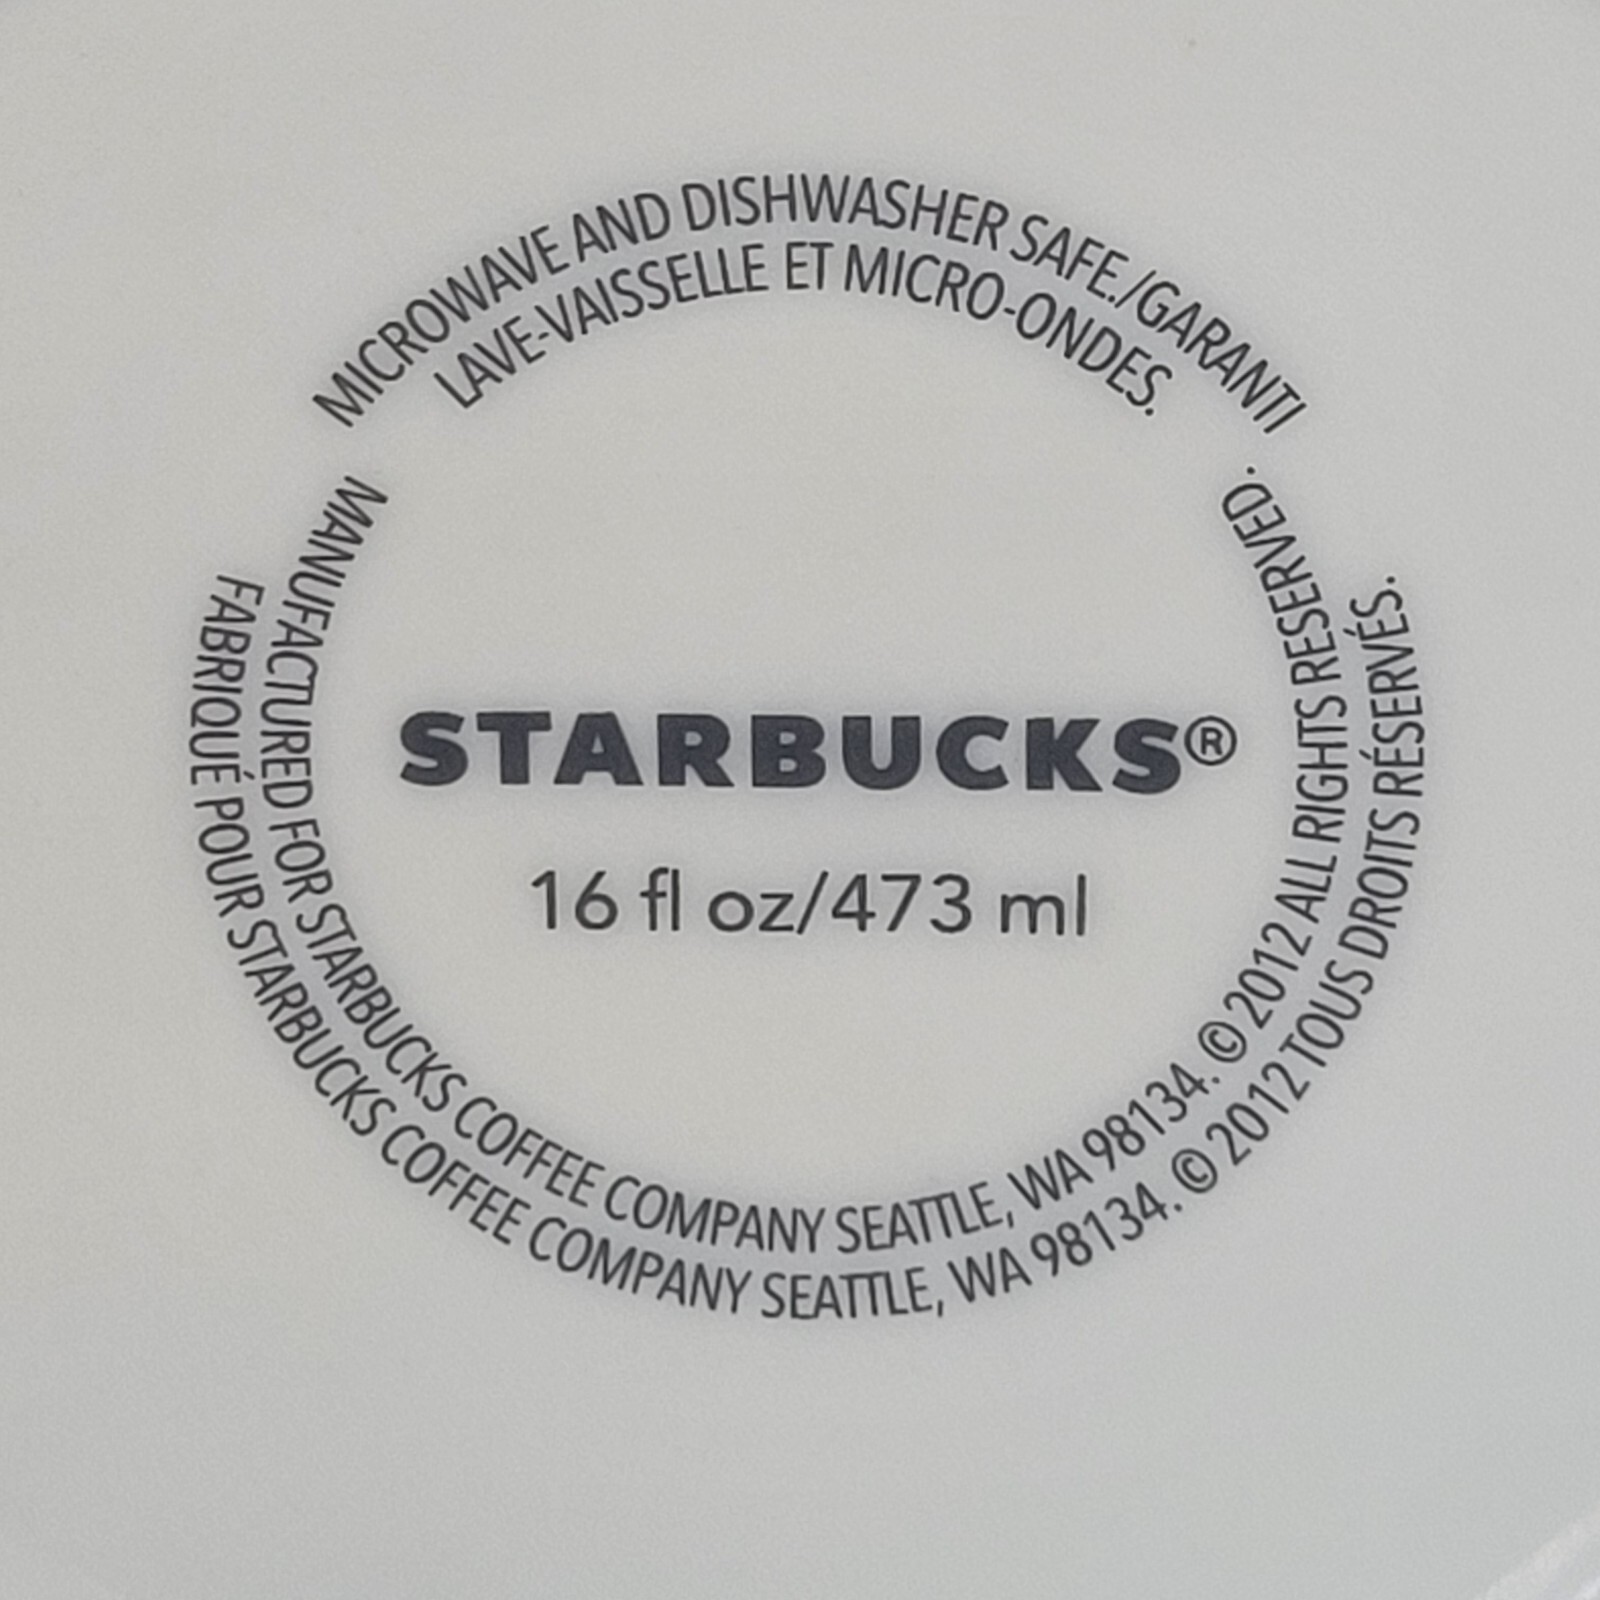 MICROWAVE AND DISHWASHER SAFE./GARANTI
LAVE-VAISSELLE ET MICRO-ONDES.
STARBUCKS®
16 fl oz/473 ml
MANUFACTURED FOR STARBUCKS COFFEE COMPANY SEATTLE, WA 98134. © 2012 ALL RIGHTS RESERVED.
FABRIQUÉ POUR STARBUCKS COFFEE COMPANY SEATTLE, WA 98134. © 2012 TOUS DROITS RÉSERVÉS.